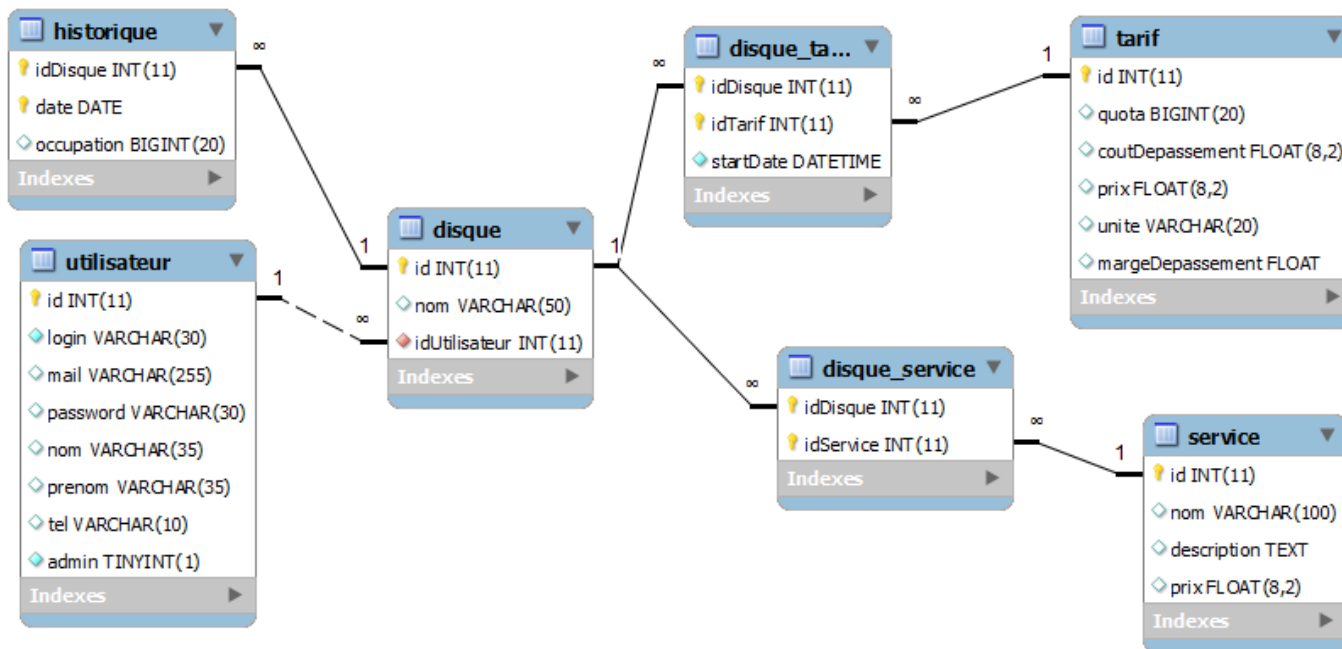 historique
idDisque INT(11)
date DATE
occupation BIGINT(20)
Indexes
∞
1
utilisateur
id INT(11)
login VARCHAR(30)
mail VARCHAR(255)
password VARCHAR(30)
nom VARCHAR(35)
prenom VARCHAR(35)
tel VARCHAR(10)
admin TINYINT(1)
Indexes
1
∞
disque
id INT(11)
nom VARCHAR(50)
idUtilisateur INT(11)
Indexes
1
∞
disque_ta...
idDisque INT(11)
idTarif INT(11)
startDate DATETIME
Indexes
∞
1
tarif
id INT(11)
quota BIGINT(20)
coutDepassement FLOAT(8,2)
prix FLOAT(8,2)
unite VARCHAR(20)
margeDepassement FLOAT
Indexes
∞
disque_service
idDisque INT(11)
idService INT(11)
Indexes
∞
1
service
id INT(11)
nom VARCHAR(100)
description TEXT
prix FLOAT(8,2)
Indexes